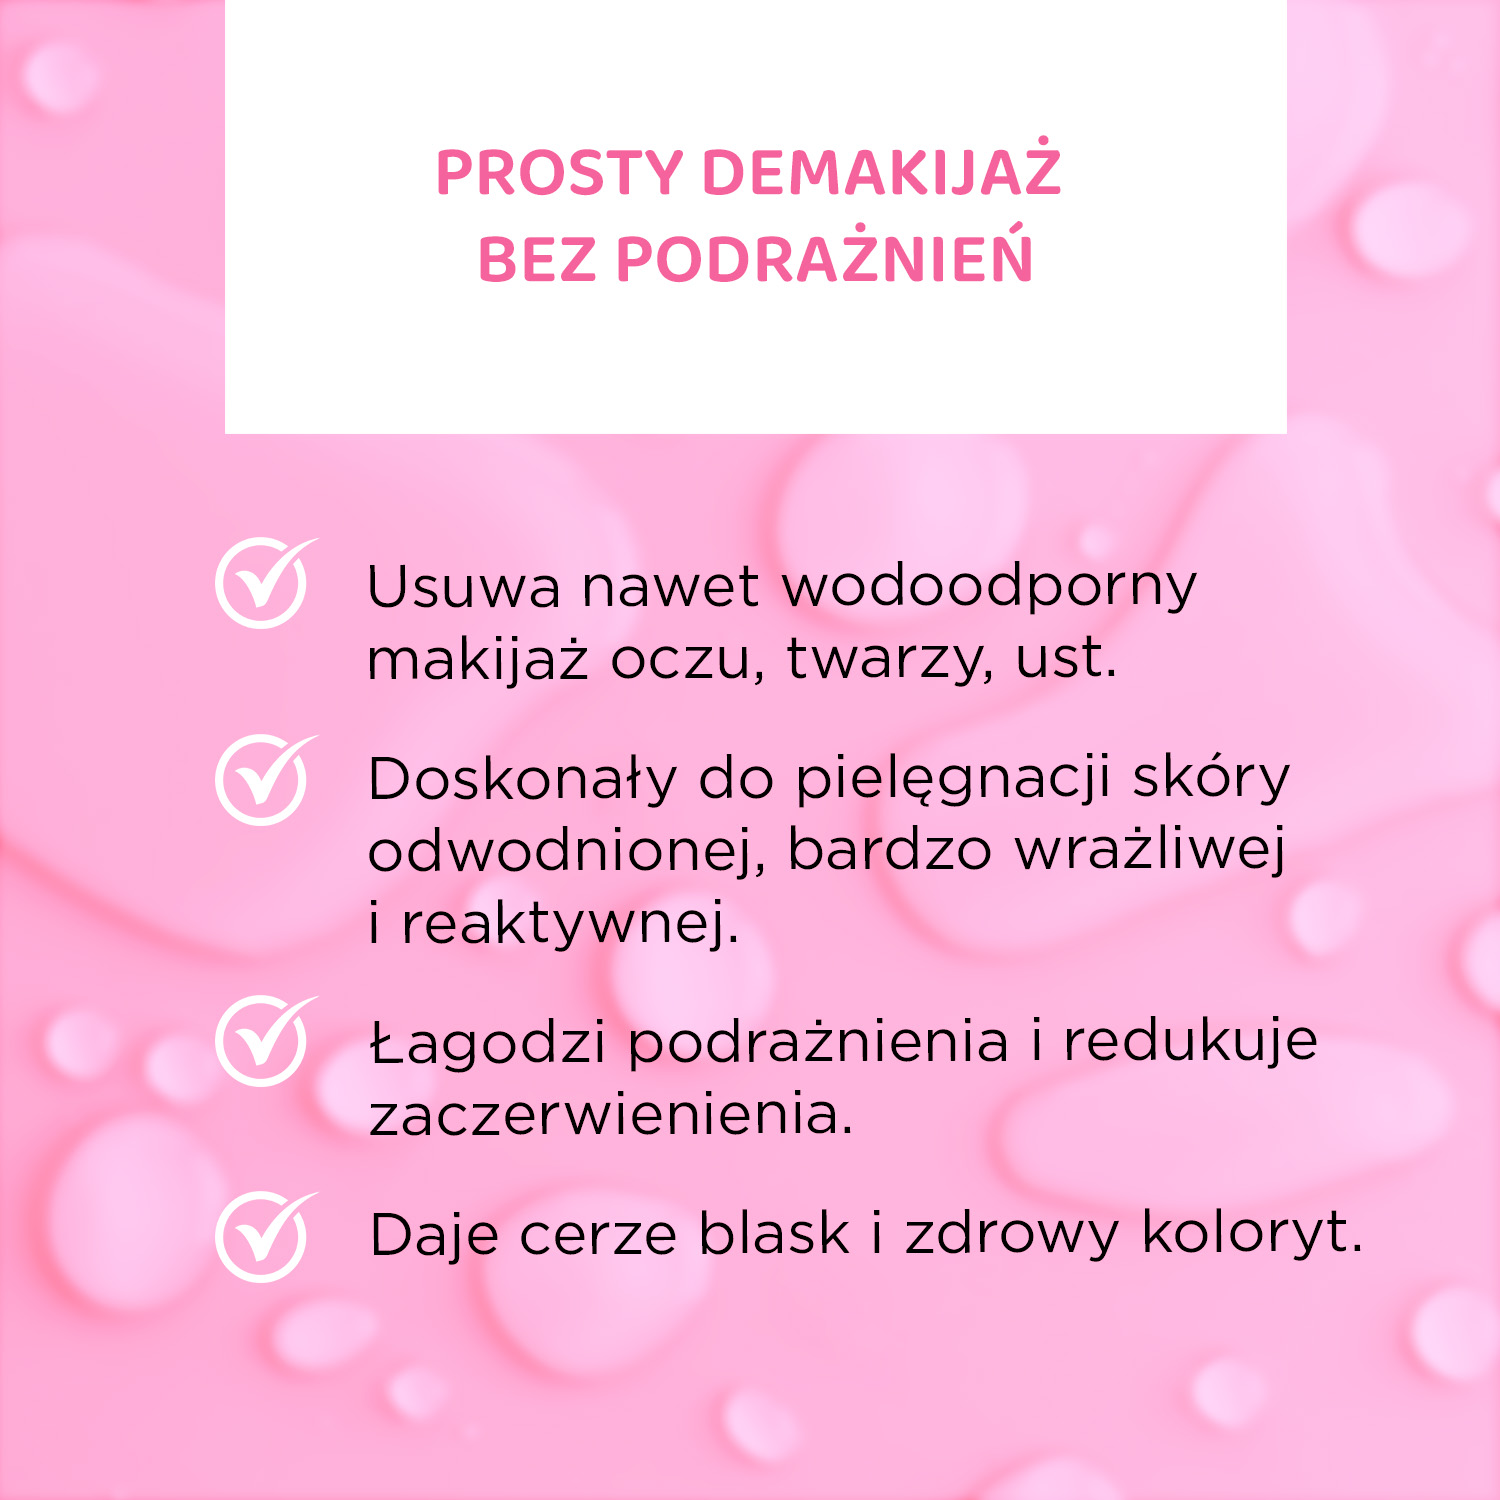 PROSTY DEMAKIJAŻ
BEZ PODRAŻNIEŃ
Usuwa nawet wodoodporny
makijaż oczu, twarzy, ust.
Doskonały do pielęgnacji skóry
odwodnionej, bardzo wrażliwej
i reaktywnej.
Łagodzi podrażnienia i redukuje
zaczerwienienia.
Daje cerze blask i zdrowy koloryt.